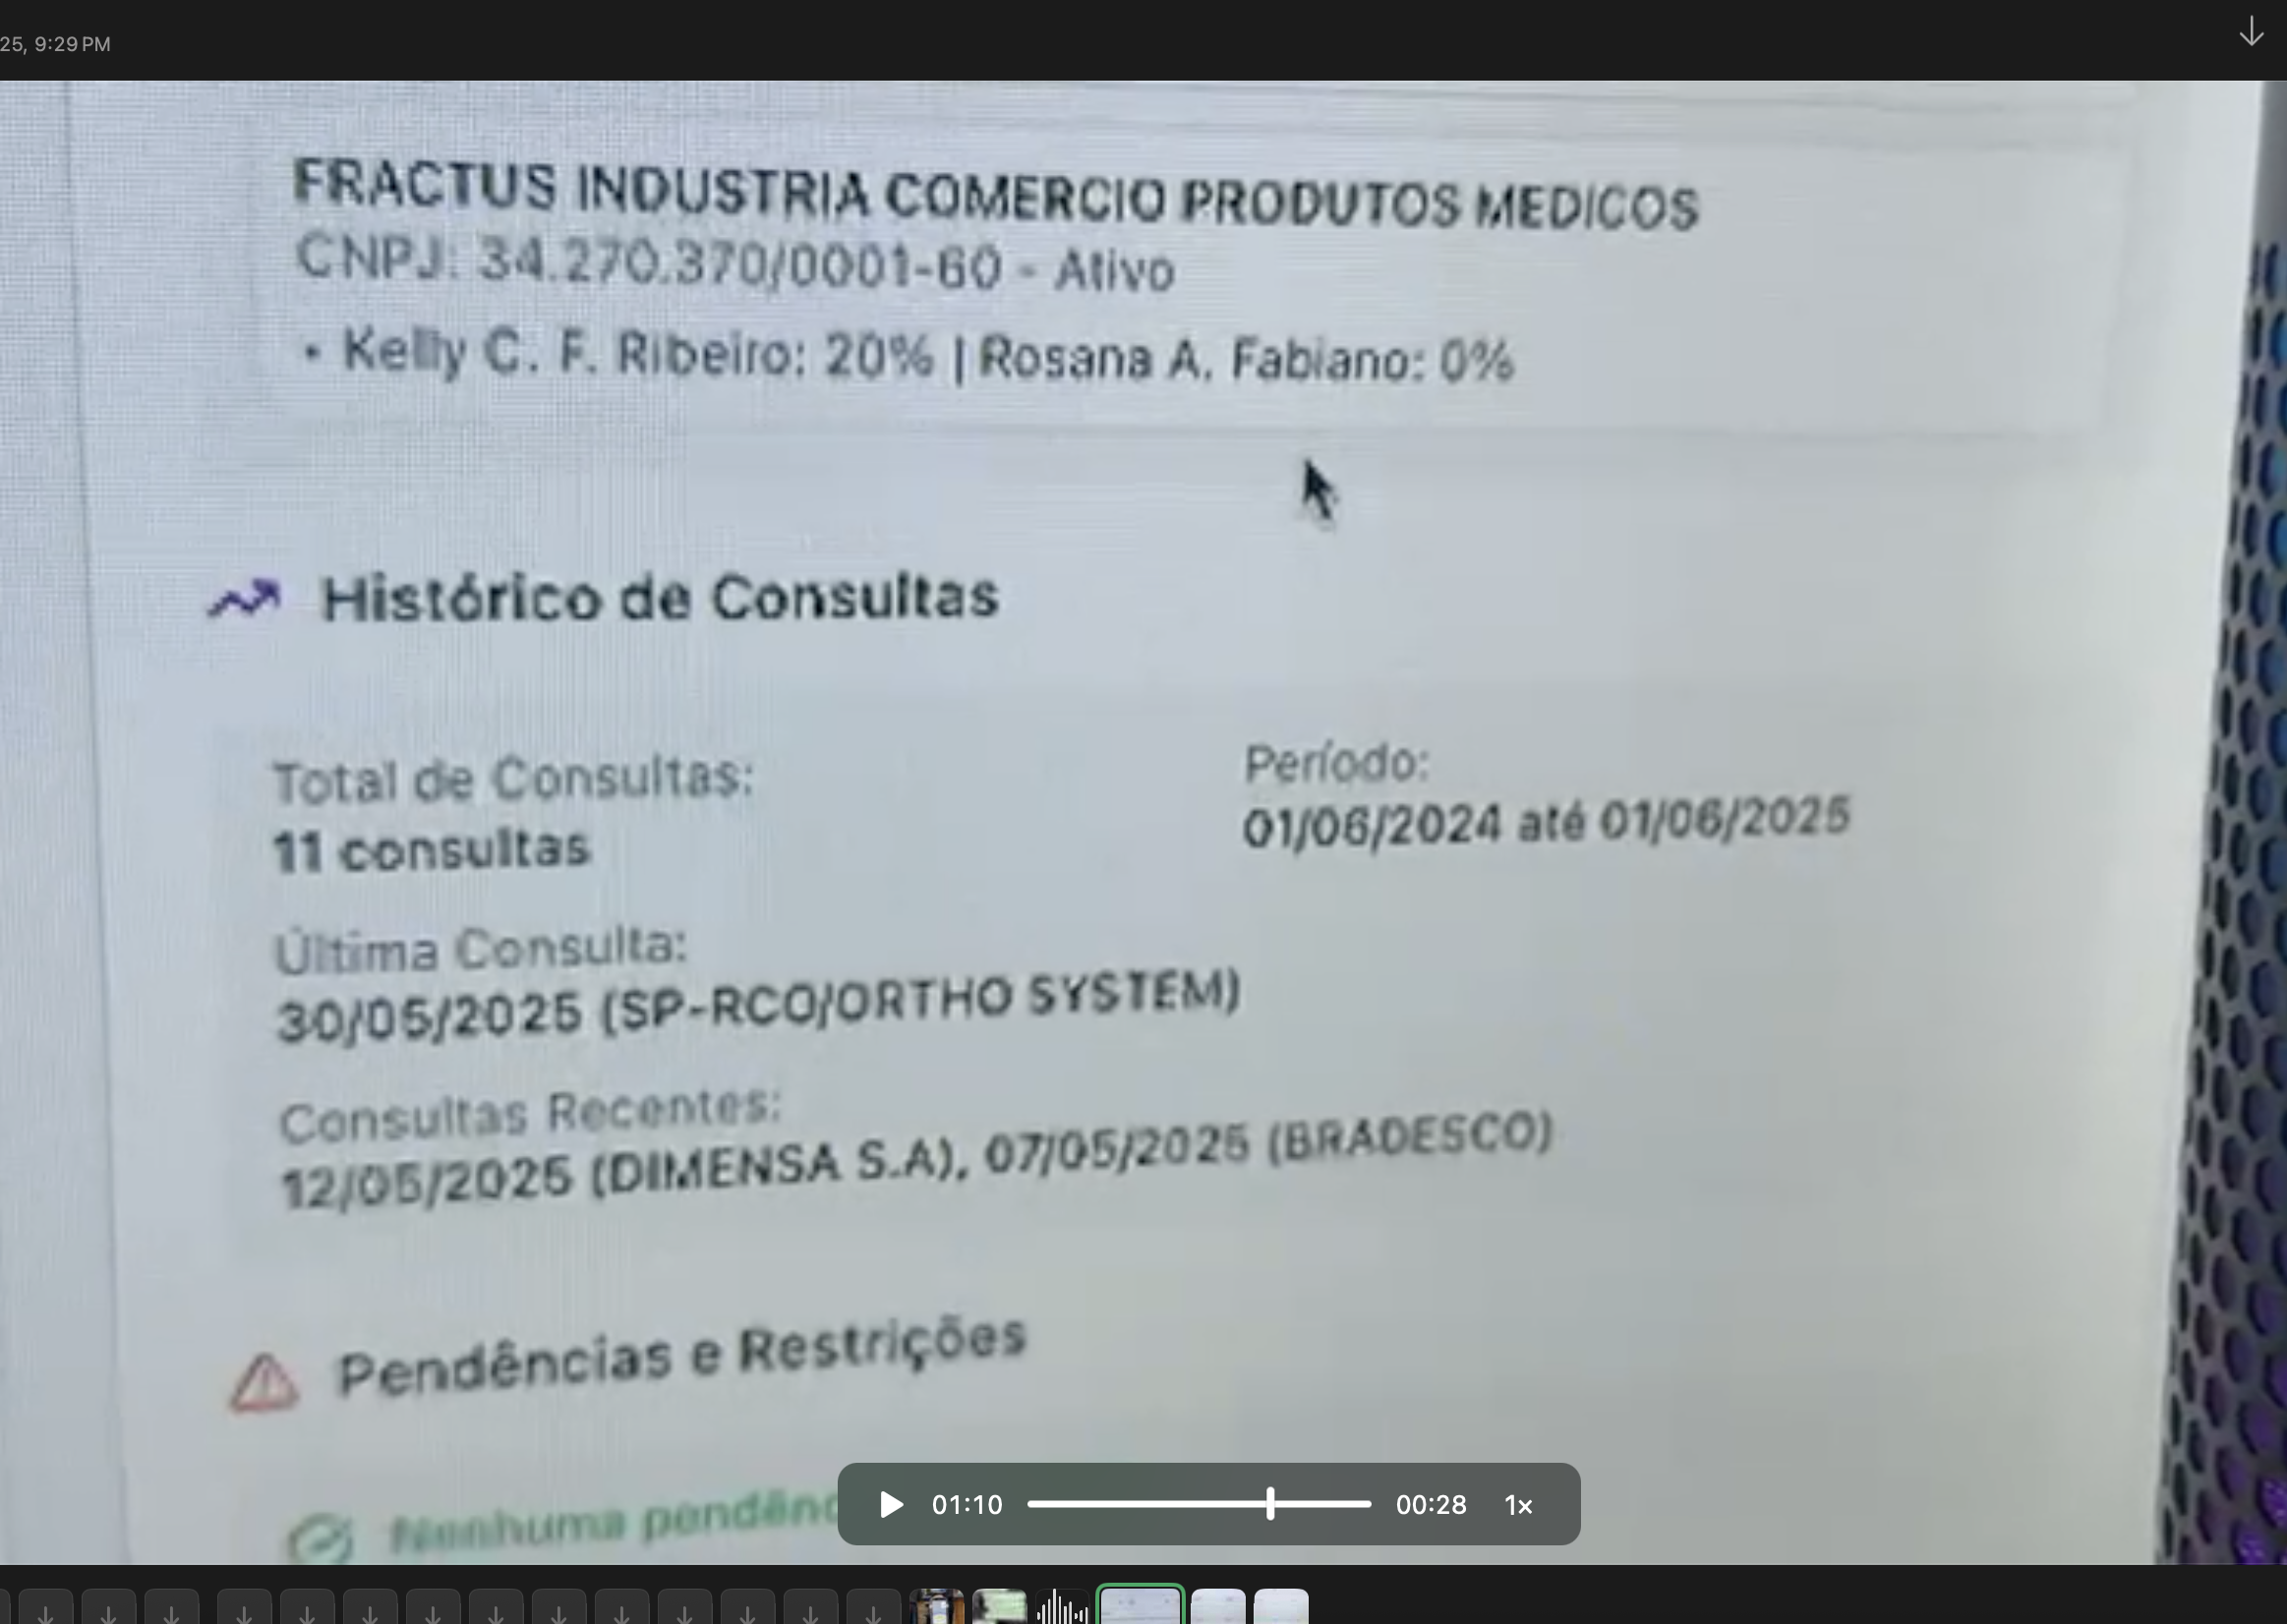 25, 9:29 PM
FRACTUS INDUSTRIA COMERCIO PRODUTOS MEDICOS
CNPJ: 34.270.370/0001-60 - Ativo
• Kelly C. F. Ribeiro: 20% | Rosana A. Fabiano: 0%
Histórico de Consultas
Total de Consultas:
11 consultas
Período:
01/06/2024 até 01/06/2025
Última Consulta:
30/05/2025 (SP-RCO/ORTHO SYSTEM)
Consultas Recentes:
12/05/2025 (DIMENSA S.A), 07/05/2025 (BRADESCO)
Pendências e Restrições
Nenhuma
01:10
00:28
1×